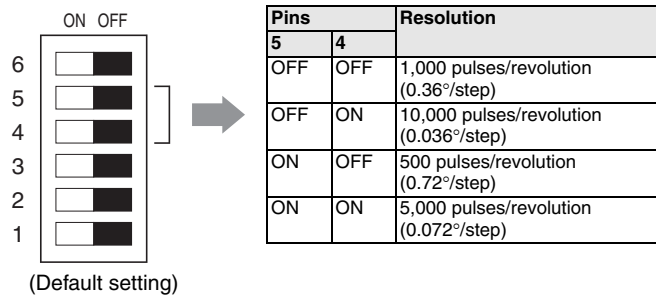 ON OFF
6
5
4
3
2
1
(Default setting)
Pins Resolution
5 4
OFF OFF 1,000 pulses/revolution
(0.36°/step)
OFF ON 10,000 pulses/revolution
(0.036°/step)
ON OFF 500 pulses/revolution
(0.72°/step)
ON ON 5,000 pulses/revolution
(0.072°/step)